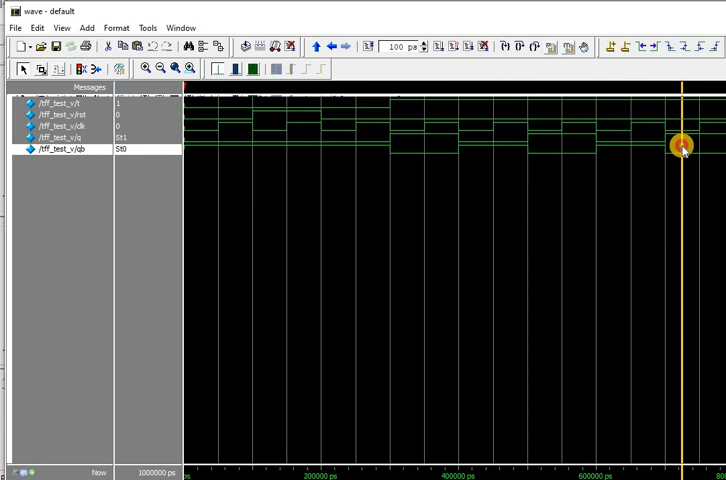 wave - default
File Edit View Add Format Tools Window
100 ps
Messages
/tff_test_v/t 1
/tff_test_v/rst 0
/tff_test_v/clk 0
/tff_test_v/q St1
/tff_test_v/qb St0
Now 1000000 ps
ps 200000 ps 400000 ps 600000 ps 800